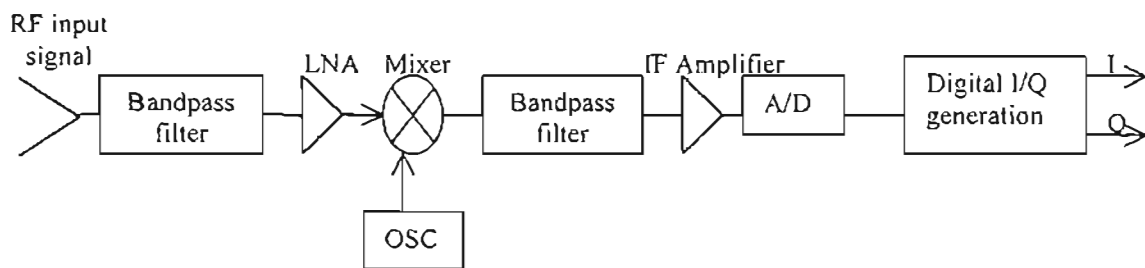 RF input
signal
LNA
Mixer
IF Amplifier
Bandpass
filter
Bandpass
filter
A/D
Digital I/Q
generation
I
Q
OSC